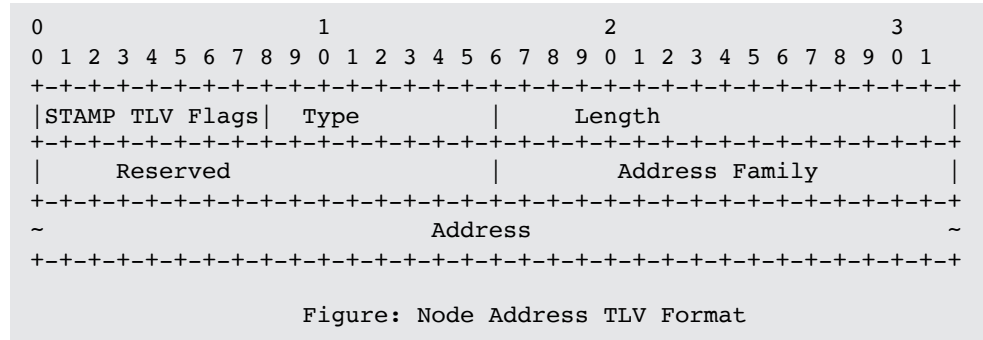 0                   1                   2                   3
0 1 2 3 4 5 6 7 8 9 0 1 2 3 4 5 6 7 8 9 0 1 2 3 4 5 6 7 8 9 0 1
+-+-+-+-+-+-+-+-+-+-+-+-+-+-+-+-+-+-+-+-+-+-+-+-+-+-+-+-+-+-+-+-+
|STAMP TLV Flags|  Type         |     Length                    |
+-+-+-+-+-+-+-+-+-+-+-+-+-+-+-+-+-+-+-+-+-+-+-+-+-+-+-+-+-+-+-+-+
|     Reserved                  |        Address Family         |
+-+-+-+-+-+-+-+-+-+-+-+-+-+-+-+-+-+-+-+-+-+-+-+-+-+-+-+-+-+-+-+-+
~                           Address                             ~
+-+-+-+-+-+-+-+-+-+-+-+-+-+-+-+-+-+-+-+-+-+-+-+-+-+-+-+-+-+-+-+-+
Figure: Node Address TLV Format